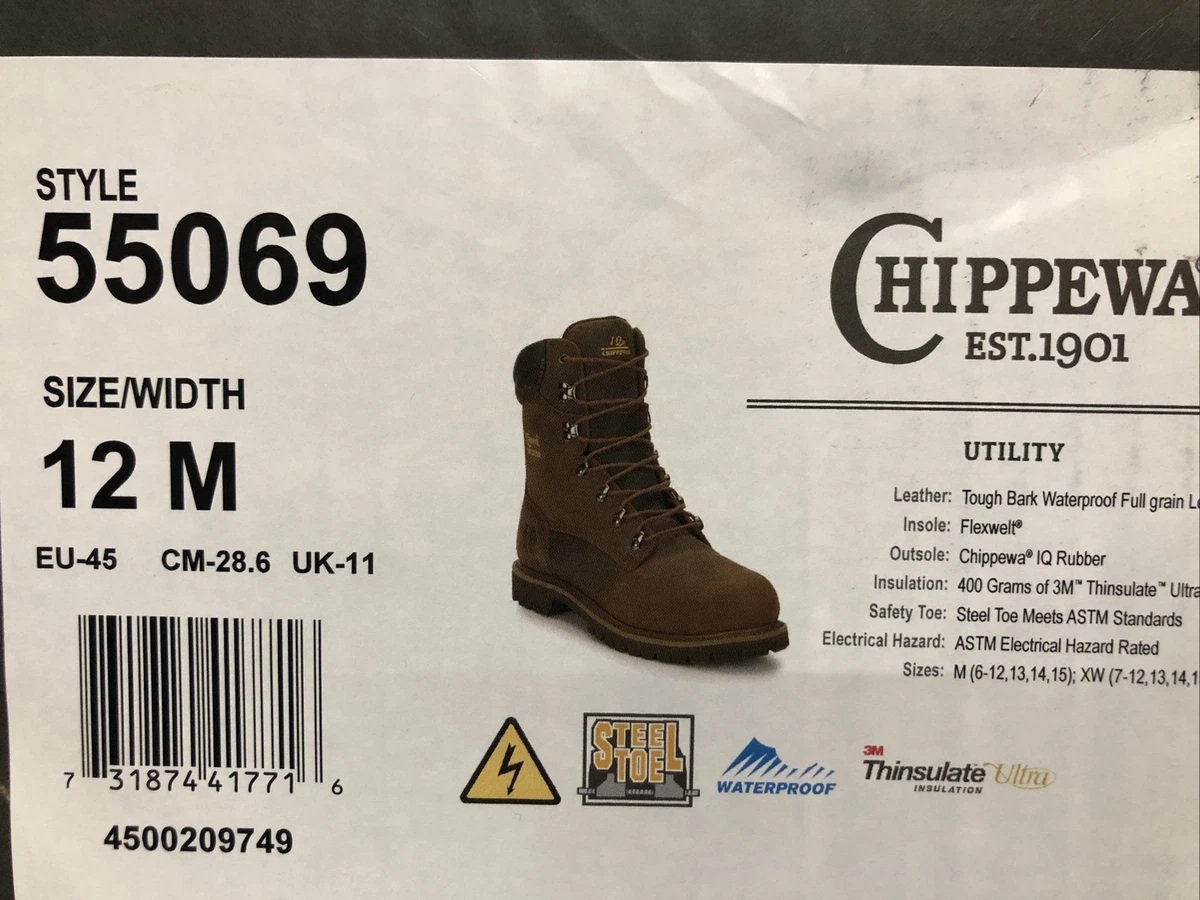 STYLE
55069
SIZE/WIDTH
12 M
EU-45 CM-28.6 UK-11
7 31874 41771 6
4500209749
CHIPPEWA
EST.1901
UTILITY
Leather: Tough Bark Waterproof Full grain
Insole: Flexwelt®
Outsole: Chippewa® IQ Rubber
Insulation: 400 Grams of 3M™ Thinsulate™ Ultra
Safety Toe: Steel Toe Meets ASTM Standards
Electrical Hazard: ASTM Electrical Hazard Rated
Sizes: M (6-12,13,14,15); XW (7-12,13,14,1
STEEL
TOE
WATERPROOF
3M
Thinsulate Ultra
INSULATION
IQ
CHIPPEWA